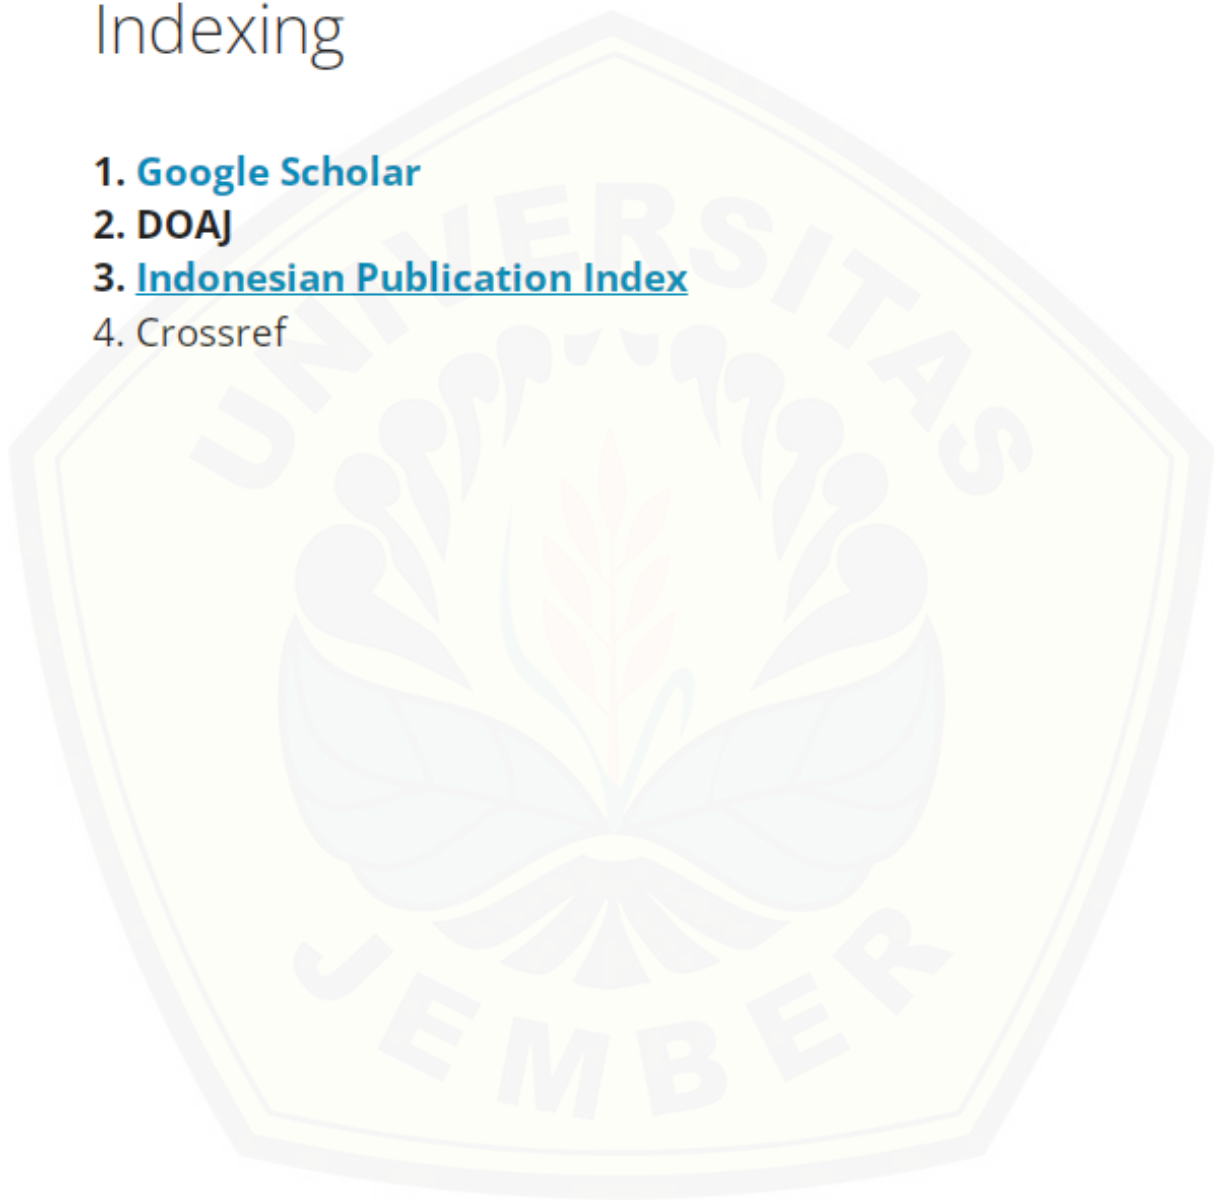 Indexing
1. Google Scholar
2. DOAJ
3. Indonesian Publication Index
4. Crossref
UNIVERSITAS
JEMBER